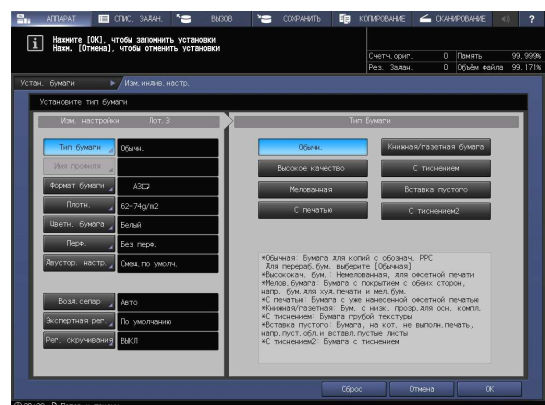 АППАРАТ СПИС. ЗАДАН. ВЫЗОВ СОХРАНИТЬ КОПИРОВАНИЕ СКАНИРОВАНИЕ ?
Нажмите [OK], чтобы запомнить установки
Нажм. [Отмена], чтобы отменить установки
Счетч.ориг. 0 Память 99.999%
Рез. Задан. 0 Объём файла 99.171%
Устан. бумаги Изм.индив.настр.
Установите тип бумаги
Изм. настройки Лот.3 Тип Бумаги
Тип бумаги Обычн. Обычн. Книжная/газетная бумага
Имя профиля Высокое качество С тиснением
Формат бумаги A3 Мелованная Вставка пустого
Плотн. 62-74g/m2 С печатью С тиснением2
Цветн. бумага Белый
Перф. Без перф.
Двустор. настр. Смещ.по умолч.
*Обычная: Бумага для копий с обознач. PPC
Для перераб.бум. выберите [Обычная]
*Высококач. бум.: Немелованная, для офсетной печати
*Мелов.бумага: Бумага с покрытием с обеих сторон,
напр. бум.для худ.печати и мел.бум.
*С печатью: Бумага с уже нанесенной офсетной печатью
*Книжная/газетная: Бум. с низк. прозр.для осн. компл.
*С тиснением: Бумага грубой текстуры
*Вставка пустого: Бумага, на кот. не выполн.печать,
напр.пуст.обл.и вставл.пустые листы
*С тиснением2: Бумага с тиснением
Возд.сепар Авто
Экспертная рег. По умолчанию
Рег. скручивания ВЫКЛ
Сброс Отмена OK